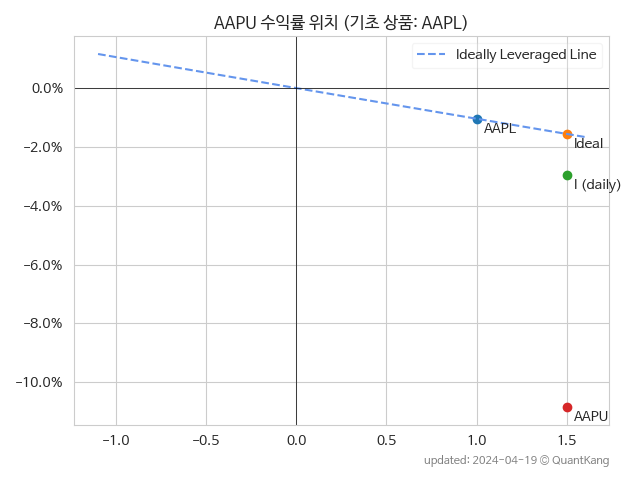 AAPU 수익률 위치 (기초 상품: AAPL)
Ideally Leveraged Line
0.0%
−2.0%
−4.0%
−6.0%
−8.0%
−10.0%
AAPL
Ideal
I (daily)
AAPU
−1.0
−0.5
0.0
0.5
1.0
1.5
updated: 2024-04-19 © QuantKang